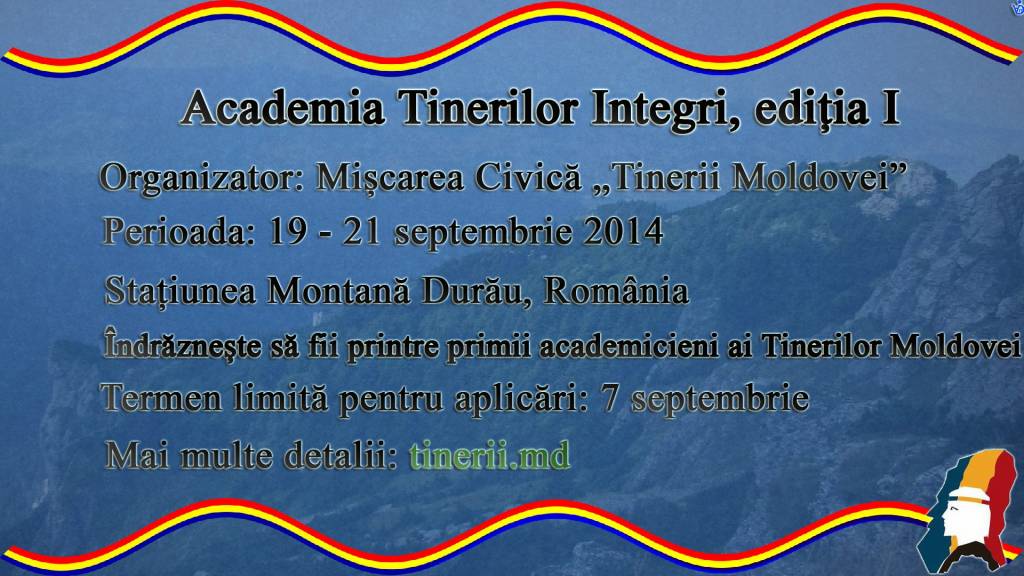 Academia Tinerilor Integri, ediţia I
Organizator: Mişcarea Civică „Tinerii Moldovei”
Perioada: 19 - 21 septembrie 2014
Staţiunea Montană Durău, România
Îndrăzneşte să fii printre primii academicieni ai Tinerilor Moldovei
Termen limită pentru aplicări: 7 septembrie
Mai multe detalii: tinerii.md